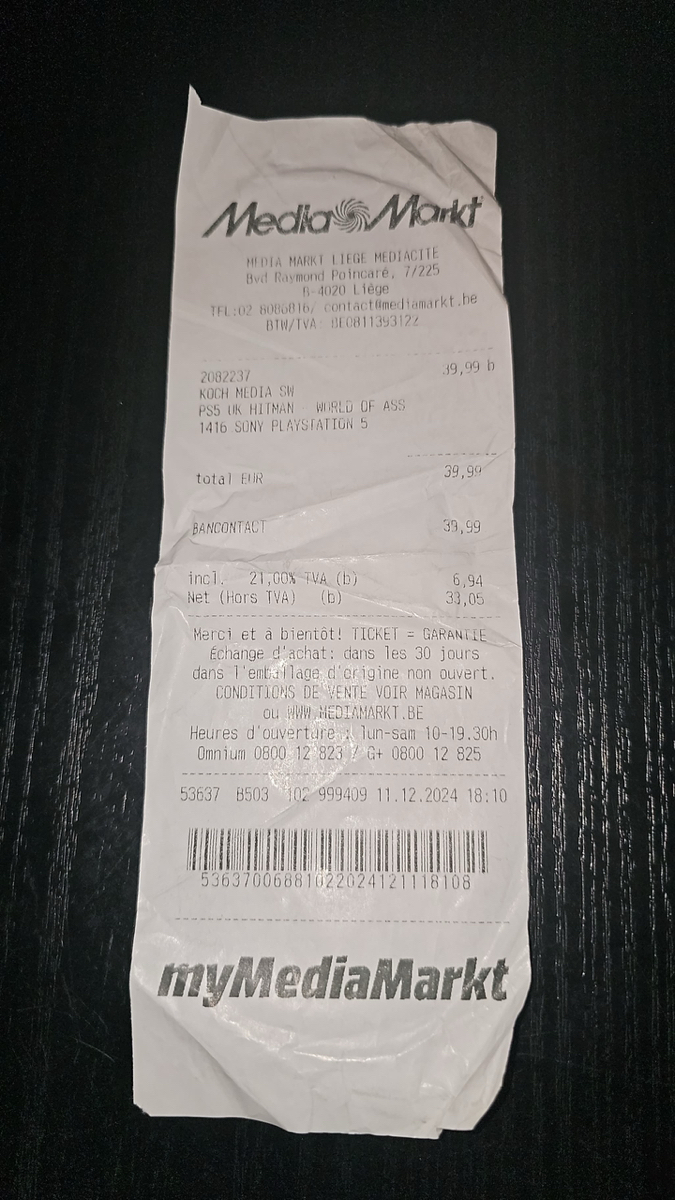 Media Markt
MEDIA MARKT LIEGE MEDIACITE
Bvd Raymond Poincaré, 7/225
B-4020 Liège
TEL:02 8086816/ contact@mediamarkt.be
BTW/TVA: BE0811393122
2082237 39,99 b
KOCH MEDIA SW
PS5 UK HITMAN - WORLD OF ASS
1416 SONY PLAYSTATION 5
total EUR 39,99
BANCONTACT 39,99
incl. 21,00% TVA (b) 6,94
Net (Hors TVA) (b) 33,05
Merci et à bientôt! TICKET = GARANTIE
Échange d'achat: dans les 30 jours
dans l'emballage d'origine non ouvert.
CONDITIONS DE VENTE VOIR MAGASIN
ou WWW.MEDIAMARKT.BE
Heures d'ouverture : lun-sam 10-19.30h
Omnium 0800 12 823 / G+ 0800 12 825
53637 B503 102 999409 11.12.2024 18:10
53637006881022024121118108
myMediaMarkt